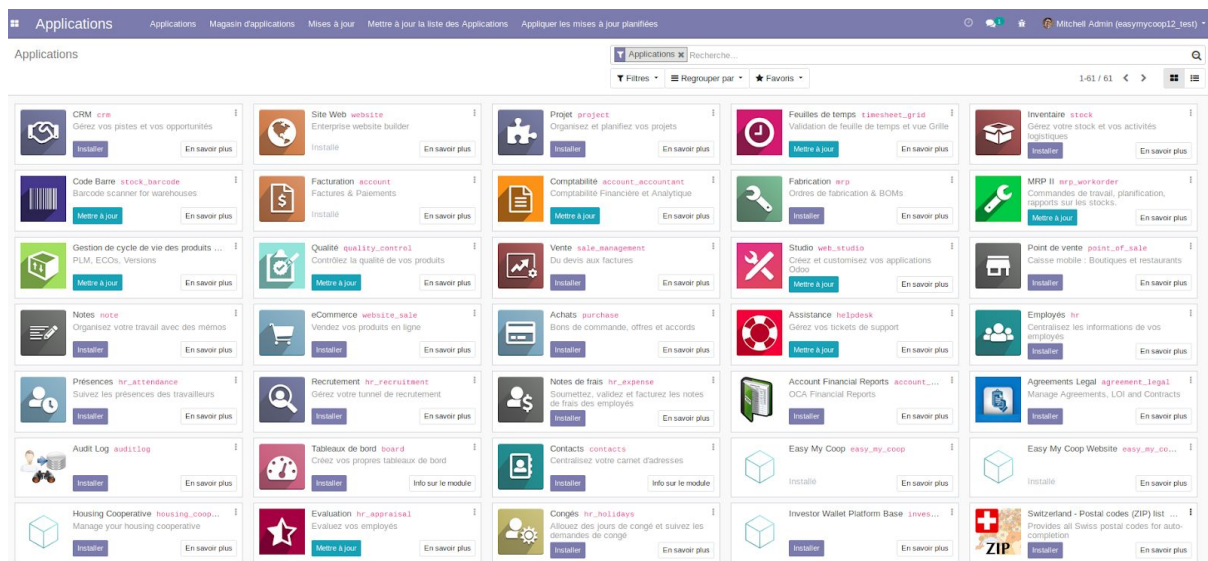 Applications Applications Magasin d'applications Mises à jour Mettre à jour la liste des Applications Appliquer les mises à jour planifiées 1 Mitchell Admin (easymycoop12_test)
Applications Applications Recherche...
Filtres Regrouper par Favoris 1-61 / 61
CRM crm
Gérez vos pistes et vos opportunités
Installer En savoir plus
Site Web website
Enterprise website builder
Installé En savoir plus
Projet project
Organisez et planifiez vos projets
Installer En savoir plus
Feuilles de temps timesheet_grid
Validation de feuille de temps et vue Grille
Mettre à jour En savoir plus
Inventaire stock
Gérez votre stock et vos activités
logistiques
Installer En savoir plus
Code Barre stock_barcode
Barcode scanner for warehouses
Mettre à jour En savoir plus
Facturation account
Factures & Paiements
Installé En savoir plus
Comptabilité account_accountant
Comptabilité Financière et Analytique
Mettre à jour En savoir plus
Fabrication mrp
Ordres de fabrication & BOMs
Installer En savoir plus
MRP II mrp_workorder
Commandes de travail, planification,
rapports sur les stocks.
Mettre à jour En savoir plus
Gestion de cycle de vie des produits ...
PLM, ECOs, Versions
Mettre à jour En savoir plus
Qualité quality_control
Contrôlez la qualité de vos produits
Mettre à jour En savoir plus
Vente sale_management
Du devis aux factures
Installer En savoir plus
Studio web_studio
Créez et customisez vos applications
Odoo
Mettre à jour En savoir plus
Point de vente point_of_sale
Caisse mobile : Boutiques et restaurants
Installer En savoir plus
Notes note
Organisez votre travail avec des mémos
Installer En savoir plus
eCommerce website_sale
Vendez vos produits en ligne
Installer En savoir plus
Achats purchase
Bons de commande, offres et accords
Installer En savoir plus
Assistance helpdesk
Gérez vos tickets de support
Mettre à jour En savoir plus
Employés hr
Centralisez les informations de vos
employés
Installer En savoir plus
Présences hr_attendance
Suivez les présences des travailleurs
Installer En savoir plus
Recrutement hr_recruitment
Gérez votre tunnel de recrutement
Installer En savoir plus
Notes de frais hr_expense
Soumettez, validez et facturez les notes
de frais des employés
Installer En savoir plus
Account Financial Reports account_...
OCA Financial Reports
Installer En savoir plus
Agreements Legal agreement_legal
Manage Agreements, LOI and Contracts
Installer En savoir plus
Audit Log auditlog
Installer En savoir plus
Tableaux de bord board
Créez vos propres tableaux de bord
Installer Info sur le module
Contacts contacts
Centralisez votre carnet d'adresses
Installer Info sur le module
Easy My Coop easy_my_coop
Installé En savoir plus
Easy My Coop Website easy_my_co...
Installé En savoir plus
Housing Cooperative housing_coop...
Manage your housing cooperative
Installer En savoir plus
Evaluation hr_appraisal
Evaluez vos employés
Mettre à jour En savoir plus
Congés hr_holidays
Allouez des jours de congé et suivez les
demandes de congé
Installer En savoir plus
Investor Wallet Platform Base inves...
Installer En savoir plus
Switzerland - Postal codes (ZIP) list ...
Provides all Swiss postal codes for auto-
completion
ZIP
Installer En savoir plus